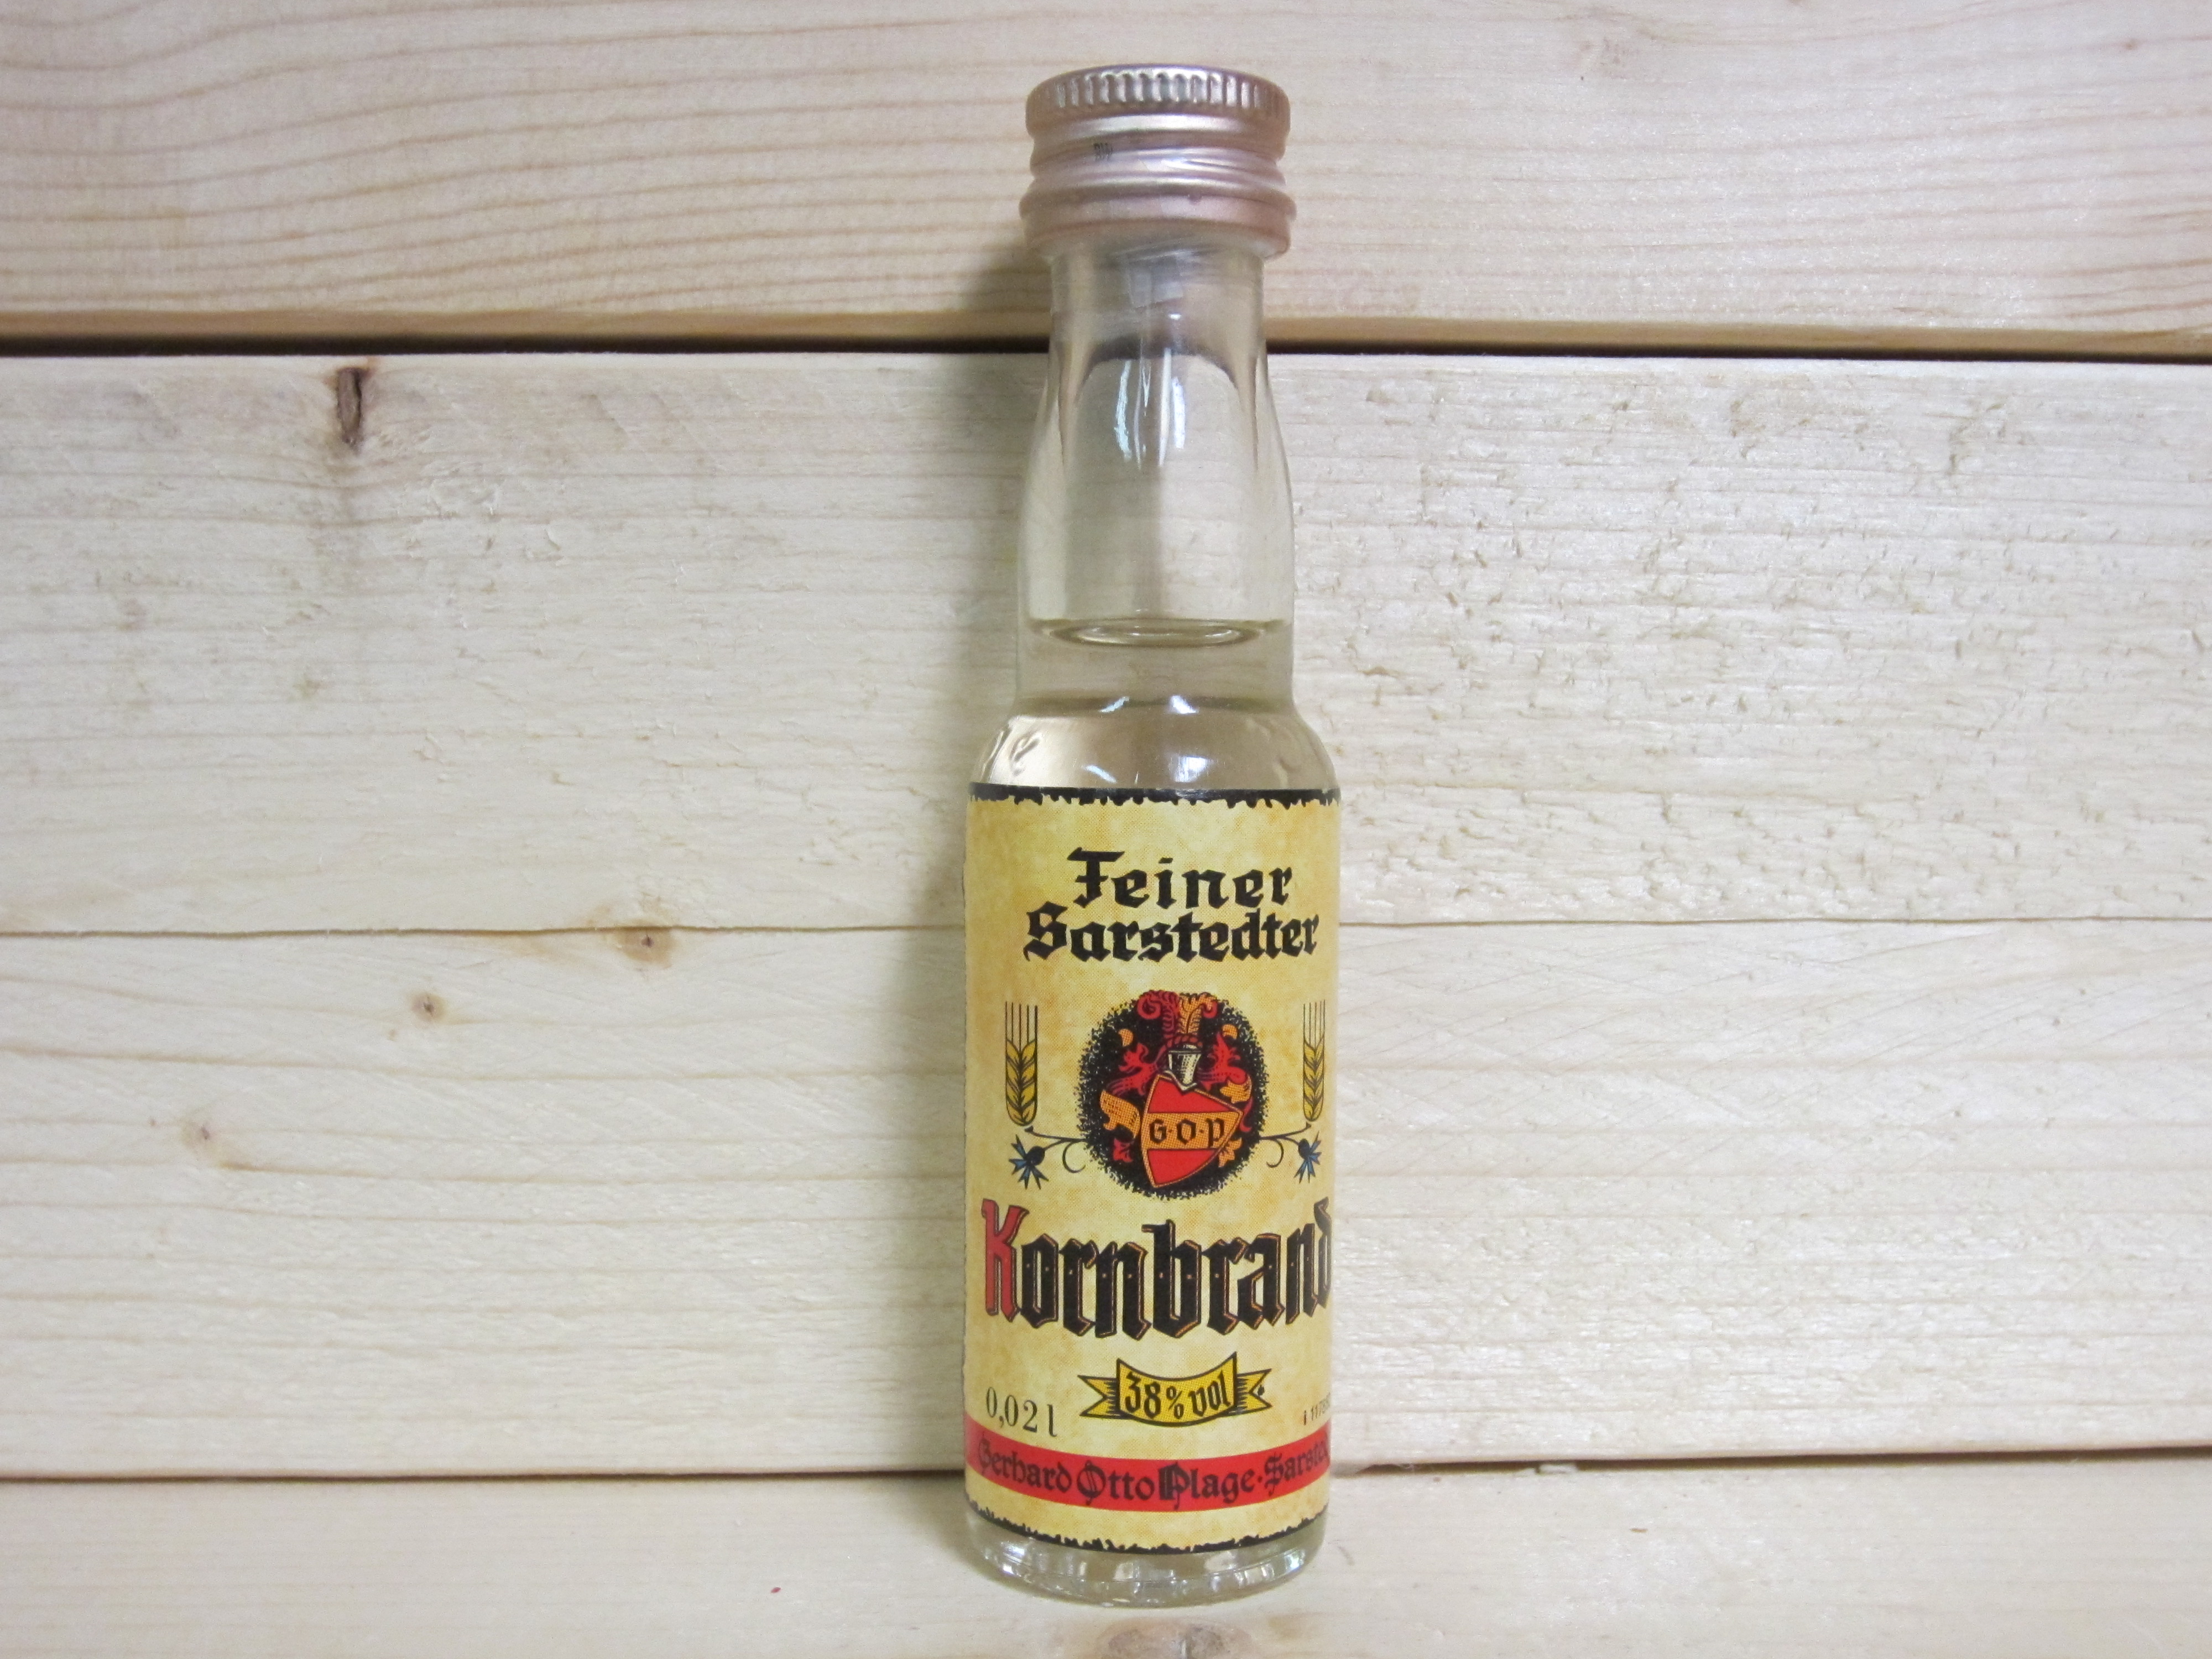 Feiner
Sarstedter
G·O·P
Kornbrand
38% vol
0,02 l
Gerhard Otto Plage·